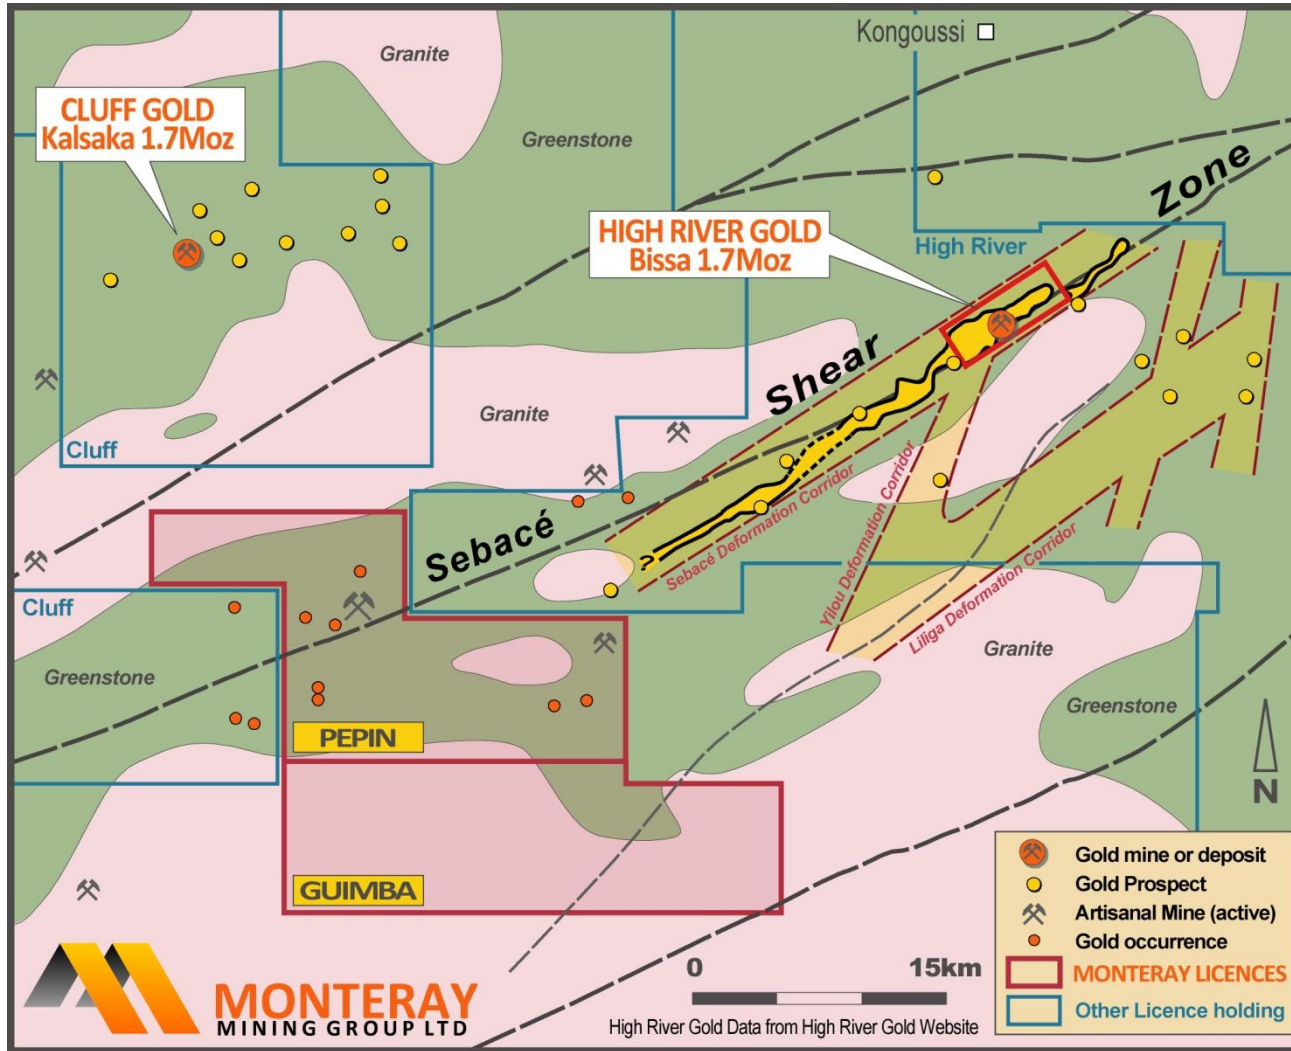 Kongoussi
Granite
CLUFF GOLD
Kalsaka 1.7Moz
Greenstone
Zone
HIGH RIVER GOLD
Bissa 1.7Moz
High River
Shear
Granite
Cluff
Sebacé Deformation Corridor
Sebacé
?
Yilou Deformation Corridor
Liliga Deformation Corridor
Cluff
Granite
Greenstone
Greenstone
PEPIN
N
GUIMBA
Gold mine or deposit
Gold Prospect
Artisanal Mine (active)
Gold occurrence
MONTERAY LICENCES
Other Licence holding
0 15km
High River Gold Data from High River Gold Website
MONTERAY
MINING GROUP LTD